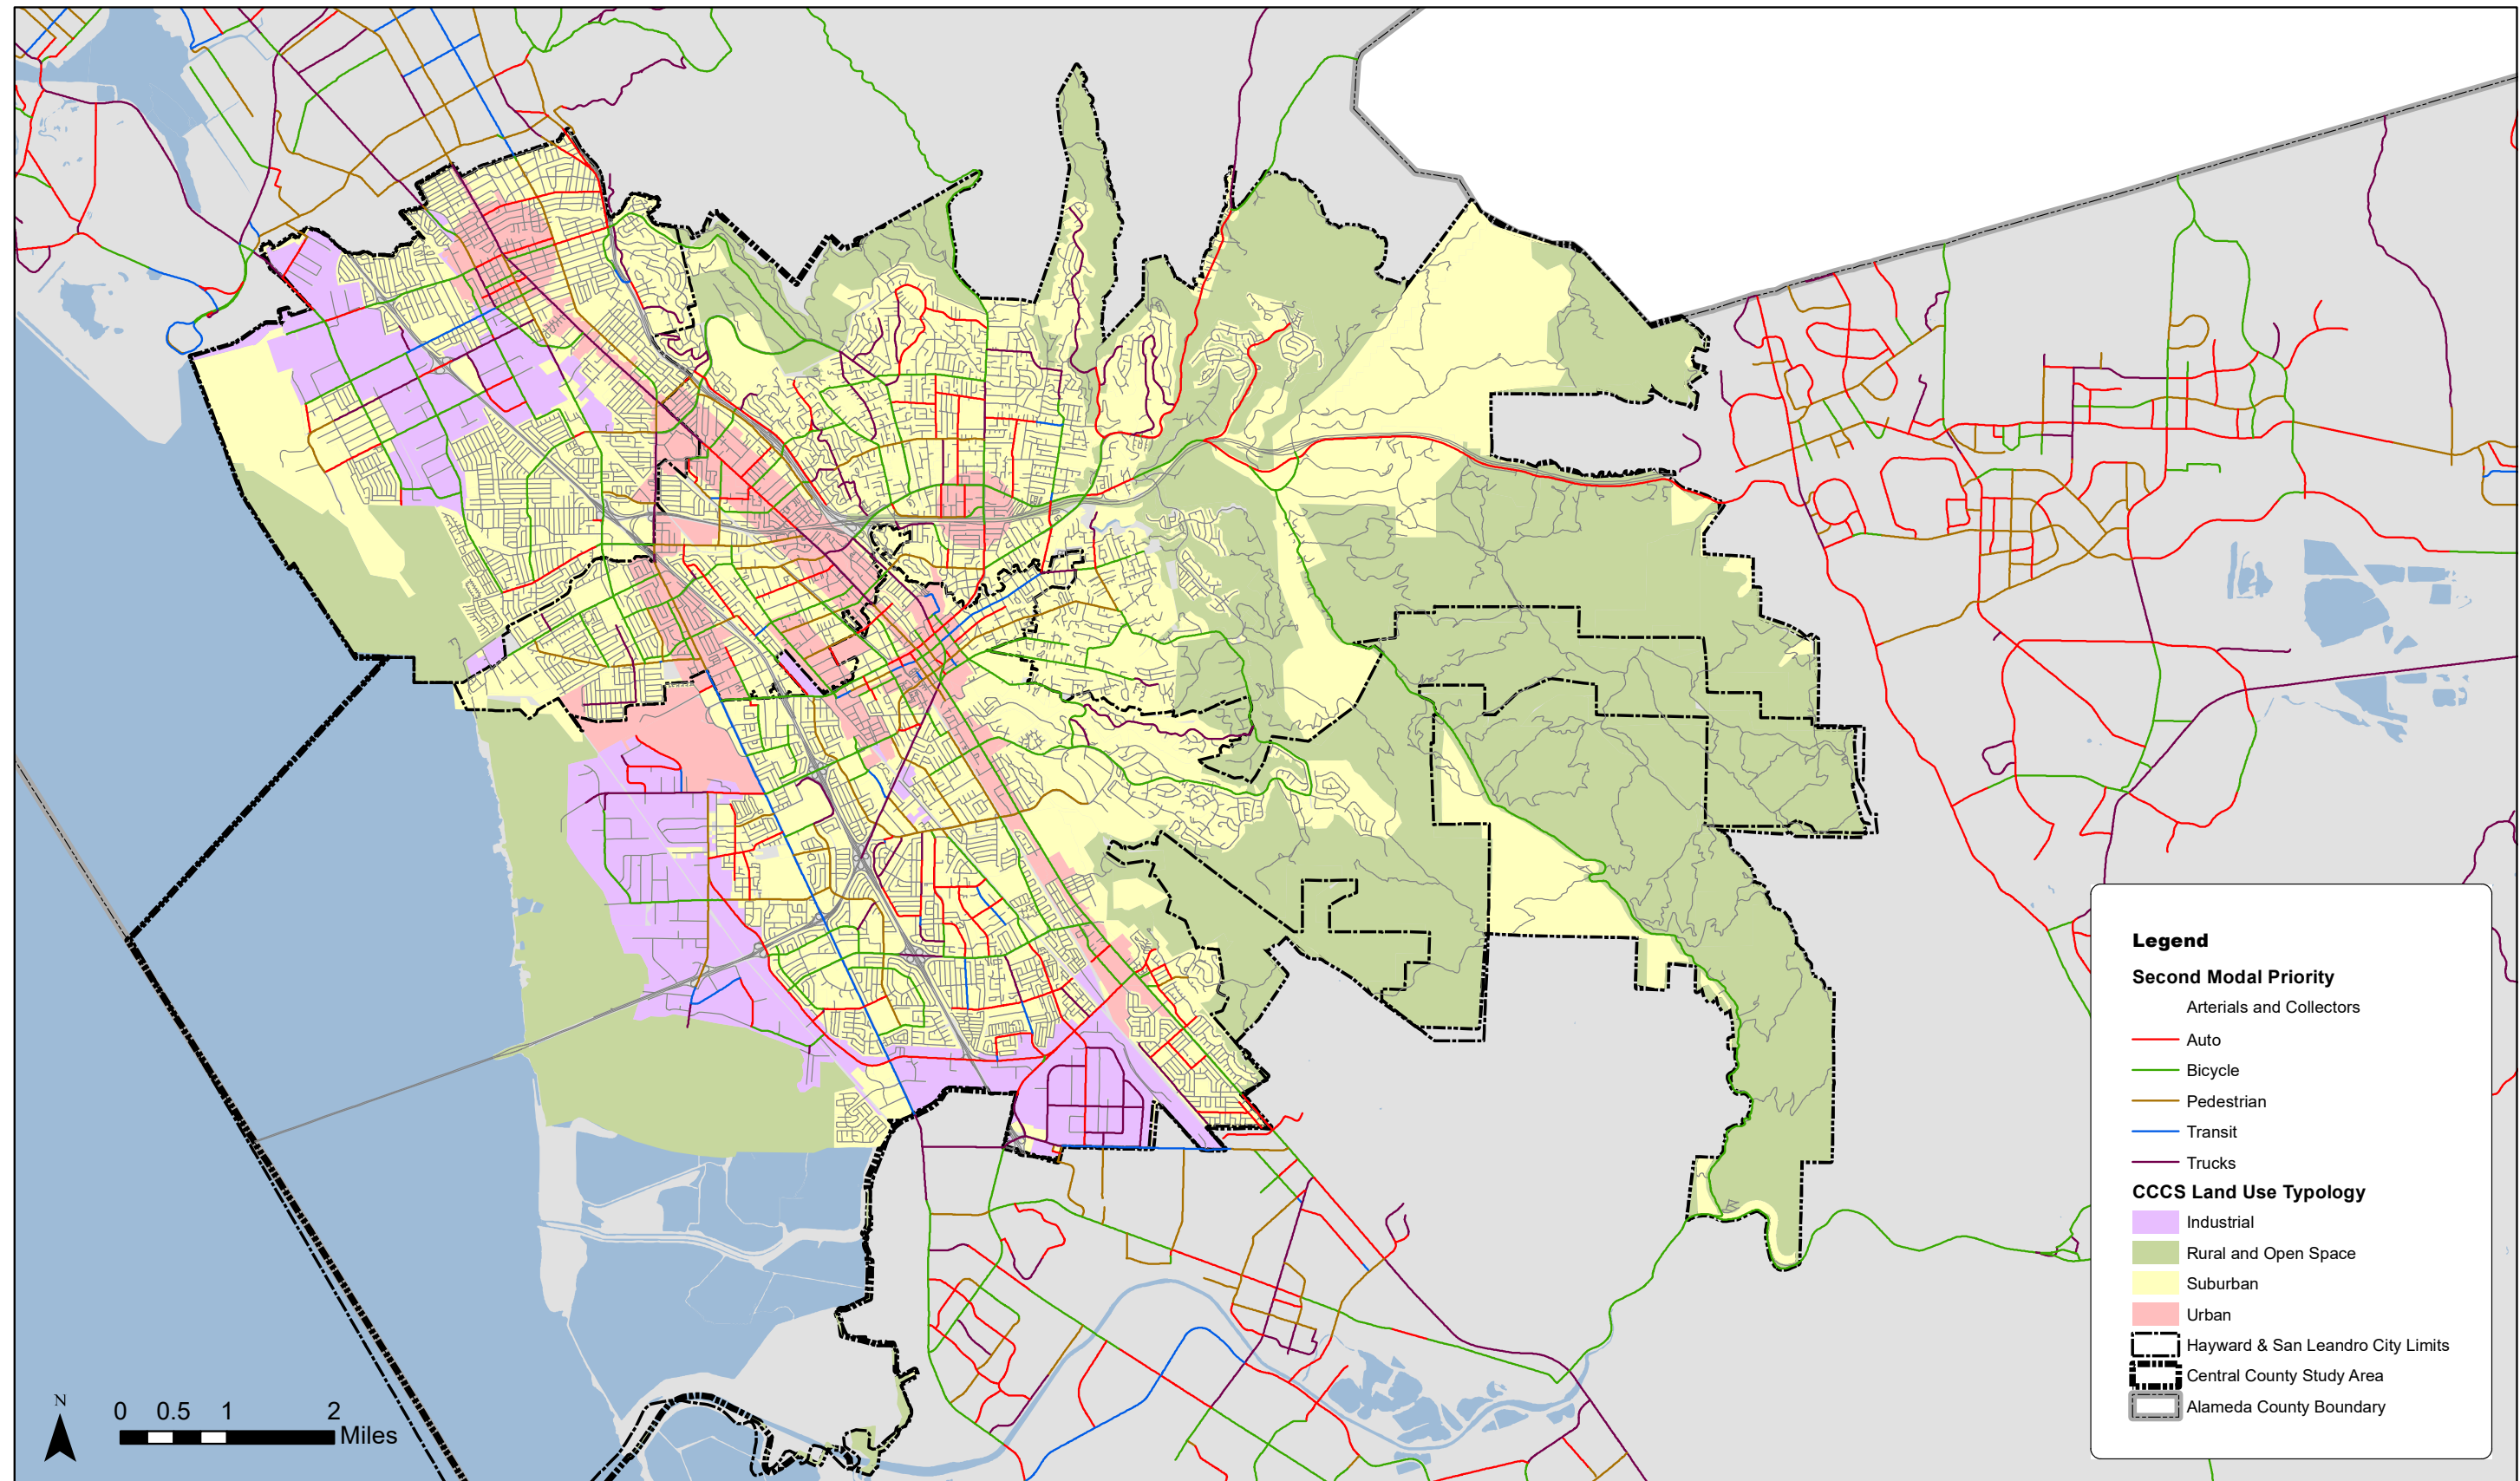 Legend
Second Modal Priority
Arterials and Collectors
Auto
Bicycle
Pedestrian
Transit
Trucks
CCCS Land Use Typology
Industrial
Rural and Open Space
Suburban
Urban
Hayward & San Leandro City Limits
Central County Study Area
Alameda County Boundary
N
0 0.5 1 2
Miles